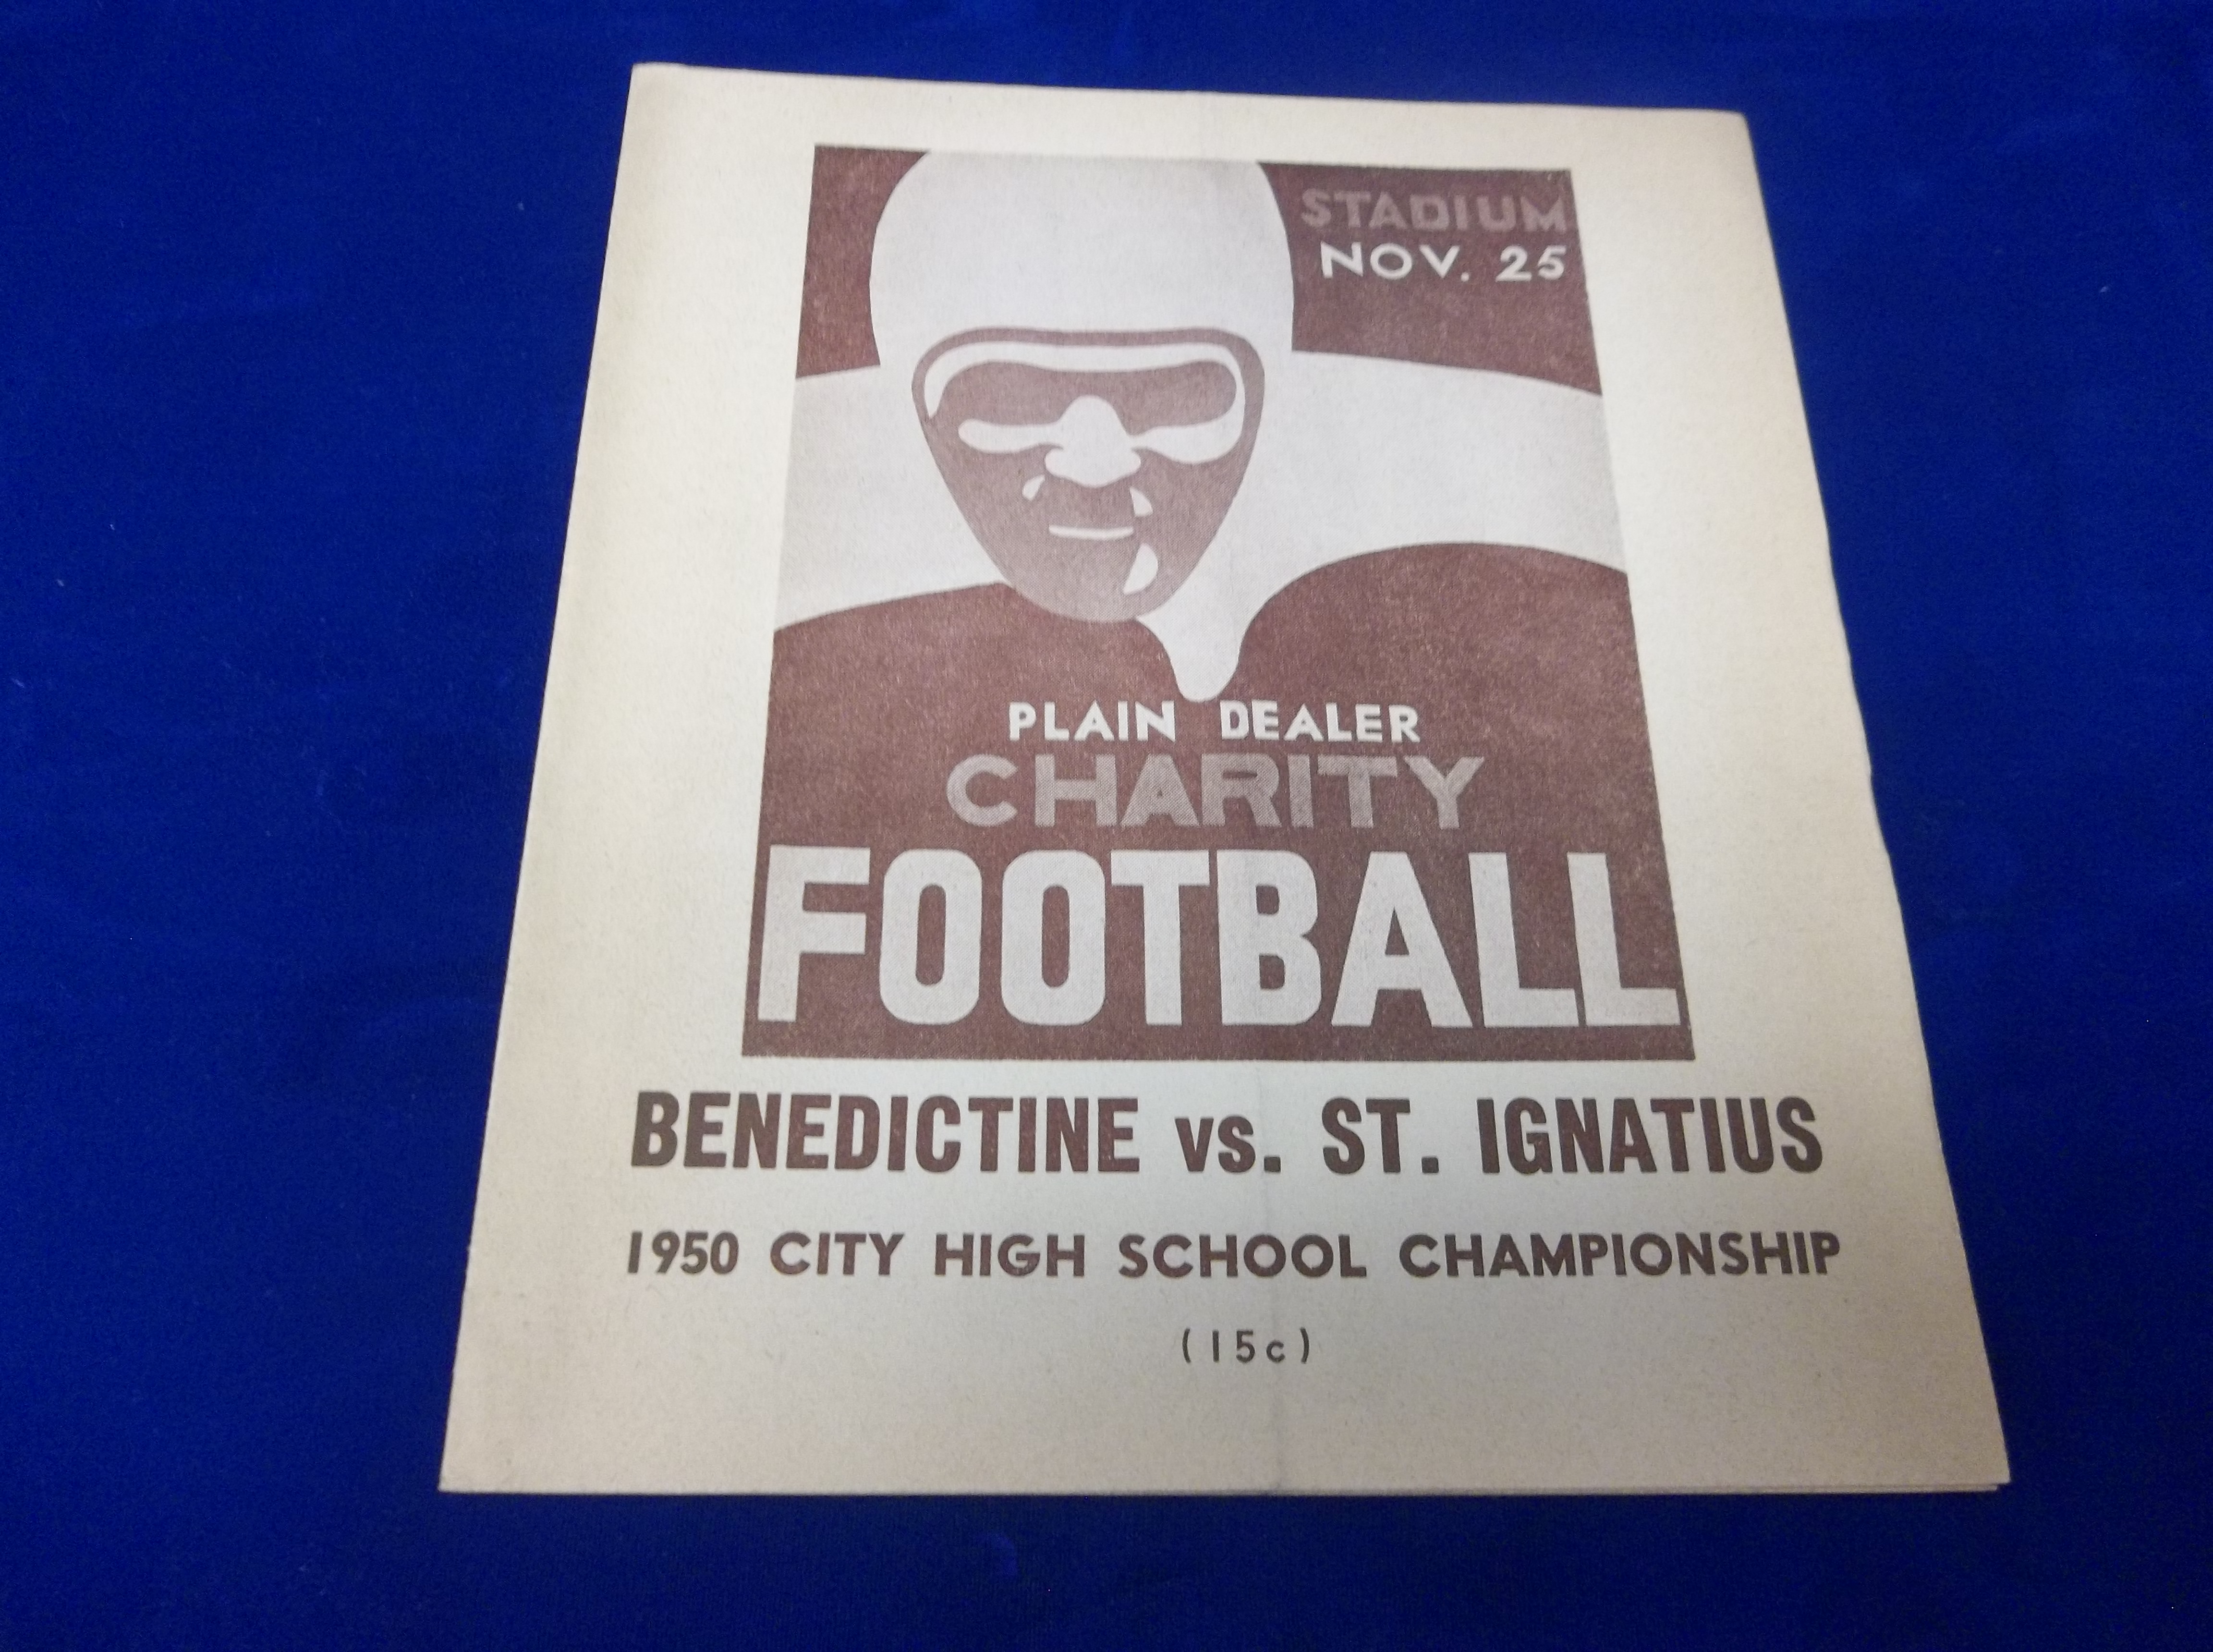 STADIUM
NOV. 25
PLAIN DEALER
CHARITY
FOOTBALL
BENEDICTINE vs. ST. IGNATIUS
1950 CITY HIGH SCHOOL CHAMPIONSHIP
(15c)